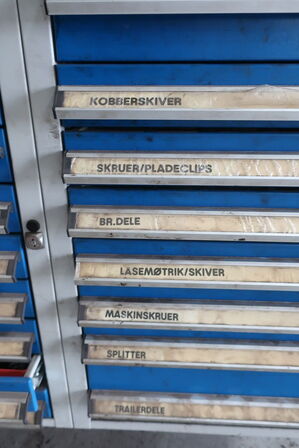 KOBBERSKIVER
SKRUER/PLADECLIPS
BR.DELE
LÅSEMØTRIK/SKIVER
MASKINSKRUER
SPLITTER
TRAILERDELE